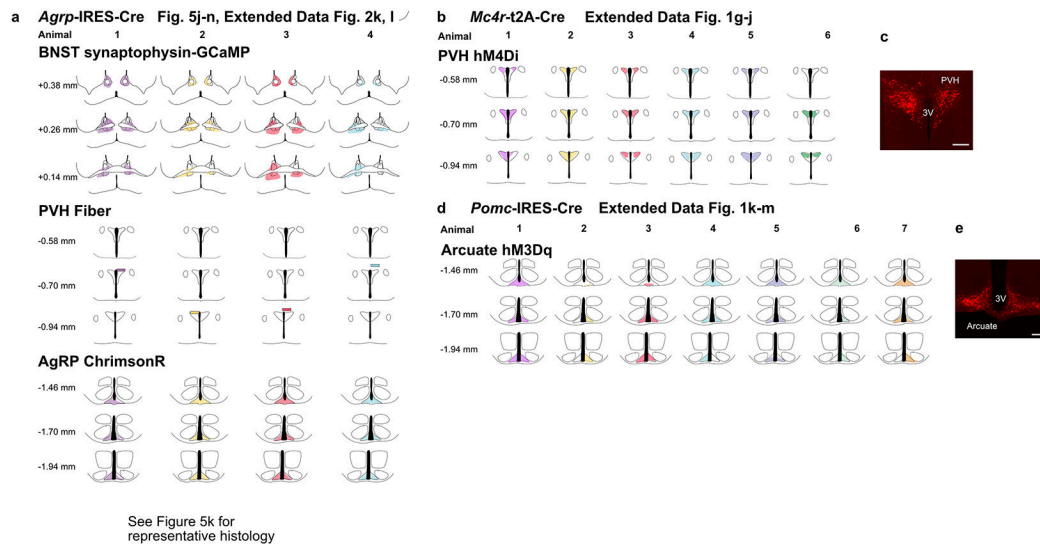 a Agrp-IRES-Cre Fig. 5j-n, Extended Data Fig. 2k, l
Animal 1 2 3 4
BNST synaptophysin-GCaMP
+0.38 mm
+0.26 mm
+0.14 mm
PVH Fiber
-0.58 mm
-0.70 mm
-0.94 mm
AgRP ChrimsonR
-1.46 mm
-1.70 mm
-1.94 mm
See Figure 5k for
representative histology
b Mc4r-t2A-Cre Extended Data Fig. 1g-j
Animal 1 2 3 4 5 6
PVH hM4Di
-0.58 mm
-0.70 mm
-0.94 mm
c
PVH
3V
d Pomc-IRES-Cre Extended Data Fig. 1k-m
Animal 1 2 3 4 5 6 7
Arcuate hM3Dq
-1.46 mm
-1.70 mm
-1.94 mm
e
3V
Arcuate